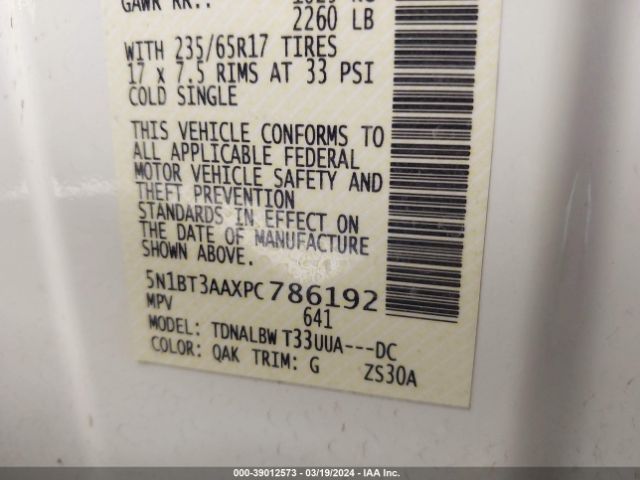 GAWR RR.:
2260 LB
WITH 235/65R17 TIRES
17 x 7.5 RIMS AT 33 PSI
COLD SINGLE
THIS VEHICLE CONFORMS TO
ALL APPLICABLE FEDERAL
MOTOR VEHICLE SAFETY AND
THEFT PREVENTION
STANDARDS IN EFFECT ON
THE DATE OF MANUFACTURE
SHOWN ABOVE.
5N1BT3AAXPC786192
MPV 641
MODEL: TDNALBW T33UUA---DC
COLOR: QAK TRIM: G ZS30A
000-39012573 — 03/19/2024 — IAA Inc.